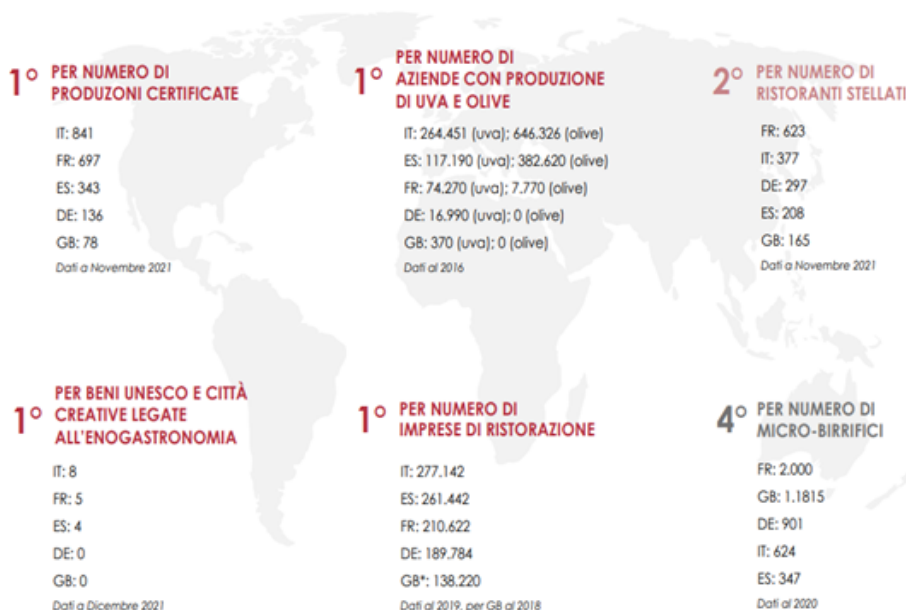 1° PER NUMERO DI
PRODUZONI CERTIFICATE
IT: 841
FR: 697
ES: 343
DE: 136
GB: 78
Dati a Novembre 2021
1° PER NUMERO DI
AZIENDE CON PRODUZIONE
DI UVA E OLIVE
IT: 264.451 (uva); 646.326 (olive)
ES: 117.190 (uva); 382.620 (olive)
FR: 74.270 (uva); 7.770 (olive)
DE: 16.990 (uva); 0 (olive)
GB: 370 (uva); 0 (olive)
Dati al 2016
2° PER NUMERO DI
RISTORANTI STELLATI
FR: 623
IT: 377
DE: 297
ES: 208
GB: 165
Dati a Novembre 2021
1° PER BENI UNESCO E CITTÀ
CREATIVE LEGATE
ALL'ENOGASTRONOMIA
IT: 8
FR: 5
ES: 4
DE: 0
GB: 0
Dati a Dicembre 2021
1° PER NUMERO DI
IMPRESE DI RISTORAZIONE
IT: 277.142
ES: 261.442
FR: 210.622
DE: 189.784
GB*: 138.220
Dati al 2019, per GB al 2018
4° PER NUMERO DI
MICRO-BIRRIFICI
FR: 2.000
GB: 1.1815
DE: 901
IT: 624
ES: 347
Dati al 2020